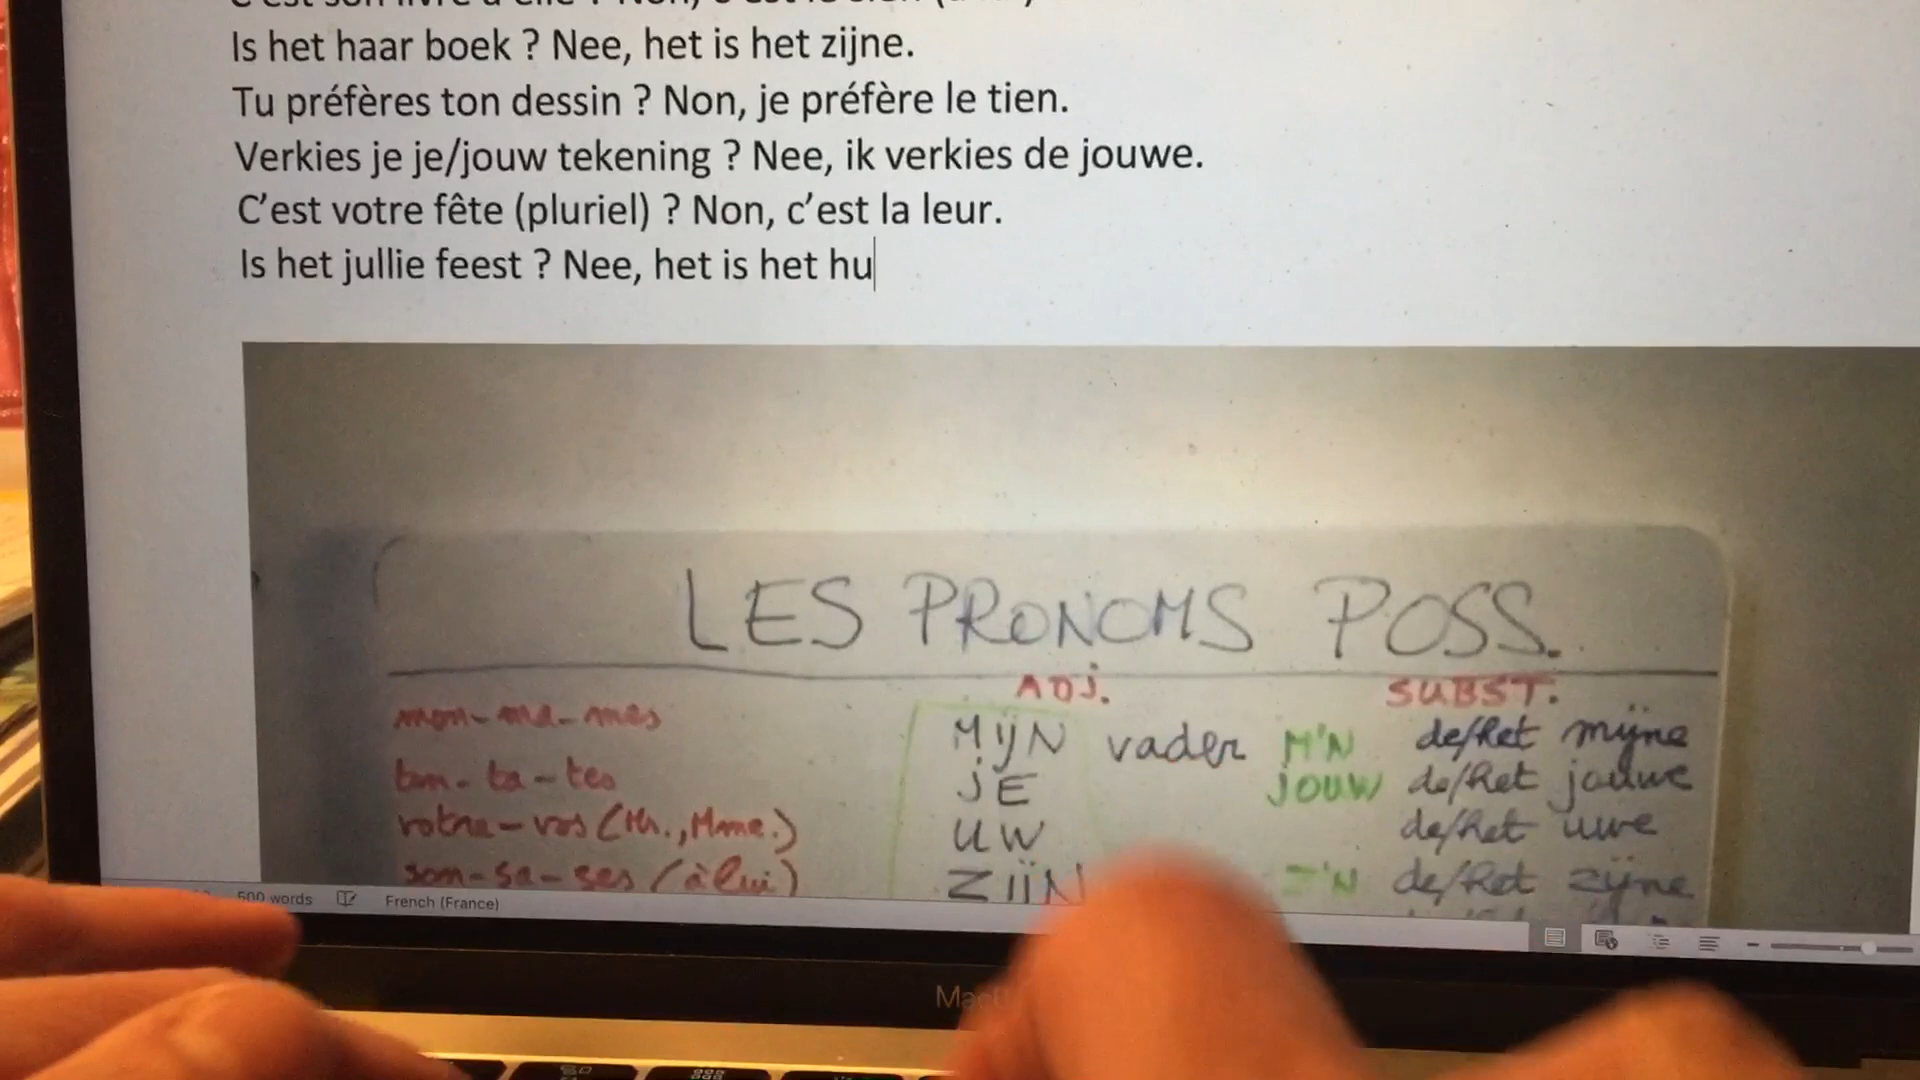 Is het haar boek ? Nee, het is het zijne.
Tu préfères ton dessin ? Non, je préfère le tien.
Verkies je je/jouw tekening ? Nee, ik verkies de jouwe.
C’est votre fête (pluriel) ? Non, c’est la leur.
Is het jullie feest ? Nee, het is het hu
LES PRONOMS POSS.
ADJ. SUBST.
mon-ma-mes MIJN vader M'N de/het mijne
ton-ta-tes JE JOUW de/het jouwe
votre-vos (Mr., Mme.) UW de/het uwe
son-sa-ses (à lui) ZIJN Z'N de/het zijne
500 words French (France)